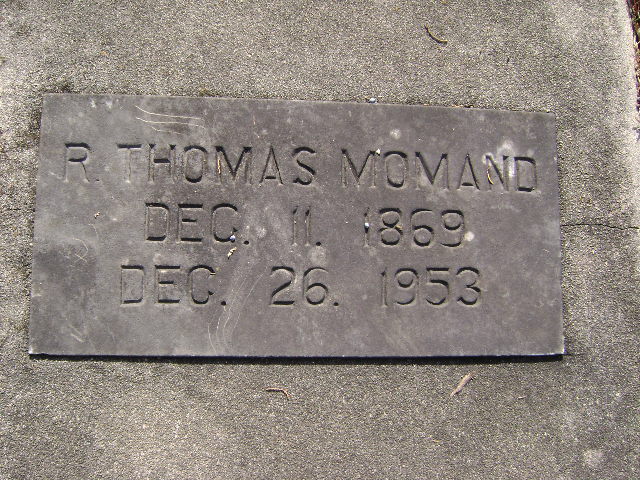 R. THOMAS MOMAND
DEC. 11. 1869
DEC. 26. 1953